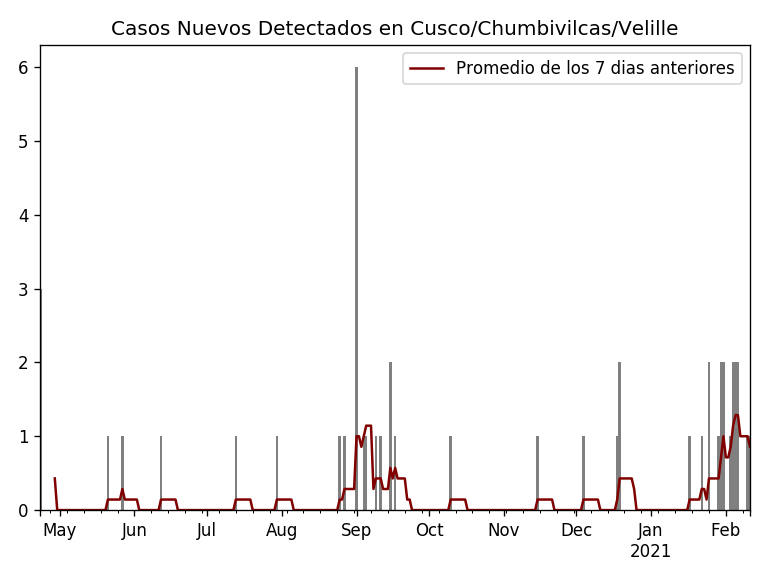 Casos Nuevos Detectados en Cusco/Chumbivilcas/Velille
Promedio de los 7 dias anteriores
6
5
4
3
2
1
0
May Jun Jul Aug Sep Oct Nov Dec Jan Feb
2021